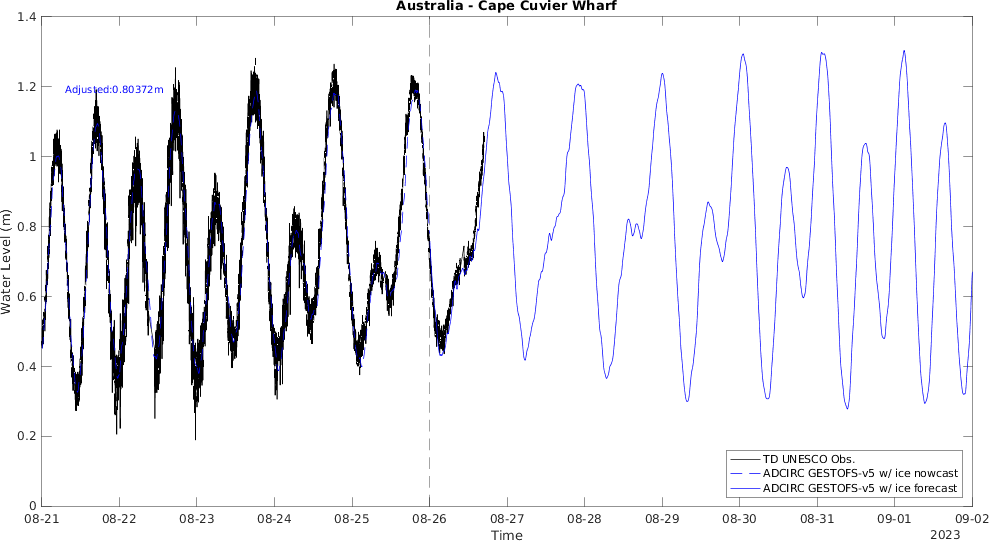 Australia - Cape Cuvier Wharf
1.4
1.2
1
0.8
0.6
0.4
0.2
0
Water Level (m)
Adjusted:0.80372m
TD UNESCO Obs.
ADCIRC GESTOFS-v5 w/ ice nowcast
ADCIRC GESTOFS-v5 w/ ice forecast
08-21 08-22 08-23 08-24 08-25 08-26 08-27 08-28 08-29 08-30 08-31 09-01 09-02
Time
2023